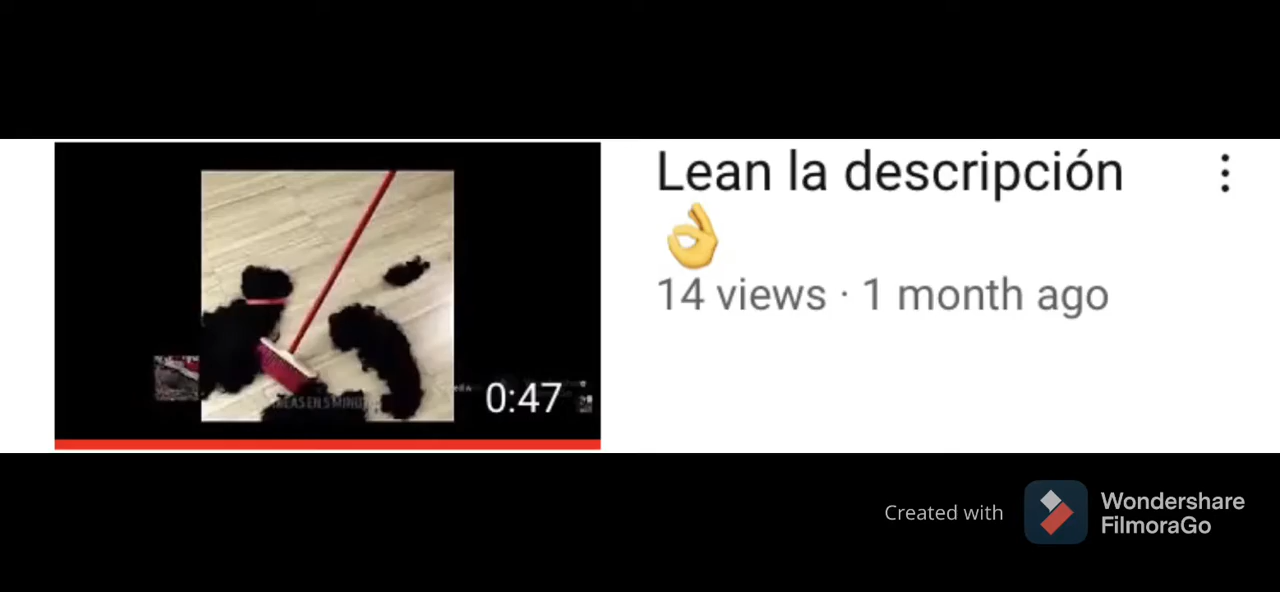 Lean la descripción
👌
14 views · 1 month ago
0:47
Created with
Wondershare
FilmoraGo